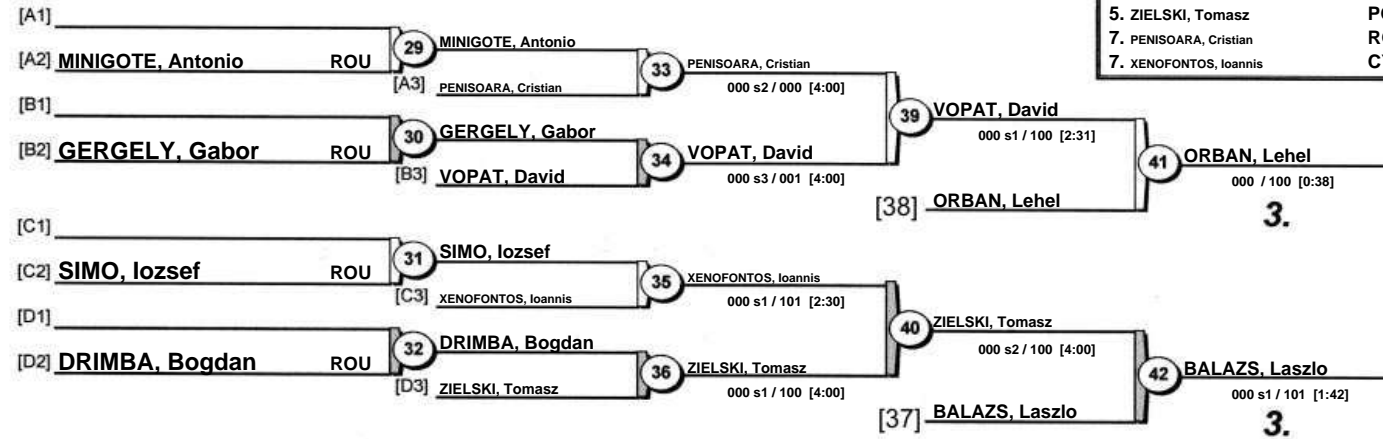 [A1]
[A2] MINIGOTE, Antonio ROU
29 MINIGOTE, Antonio
[A3] PENISOARA, Cristian
33 PENISOARA, Cristian
000 s2 / 000 [4:00]
[B1]
[B2] GERGELY, Gabor ROU
30 GERGELY, Gabor
[B3] VOPAT, David
34 VOPAT, David
000 s3 / 001 [4:00]
39 VOPAT, David
000 s1 / 100 [2:31]
[38] ORBAN, Lehel
41 ORBAN, Lehel
000 / 100 [0:38]
3.
[C1]
[C2] SIMO, Iozsef ROU
31 SIMO, Iozsef
[C3] XENOFONTOS, Ioannis
35 XENOFONTOS, Ioannis
000 s1 / 101 [2:30]
[D1]
[D2] DRIMBA, Bogdan ROU
32 DRIMBA, Bogdan
[D3] ZIELSKI, Tomasz
36 ZIELSKI, Tomasz
000 s1 / 100 [4:00]
40 ZIELSKI, Tomasz
000 s2 / 100 [4:00]
[37] BALAZS, Laszlo
42 BALAZS, Laszlo
000 s1 / 101 [1:42]
3.
5. ZIELSKI, Tomasz
7. PENISOARA, Cristian
7. XENOFONTOS, Ioannis